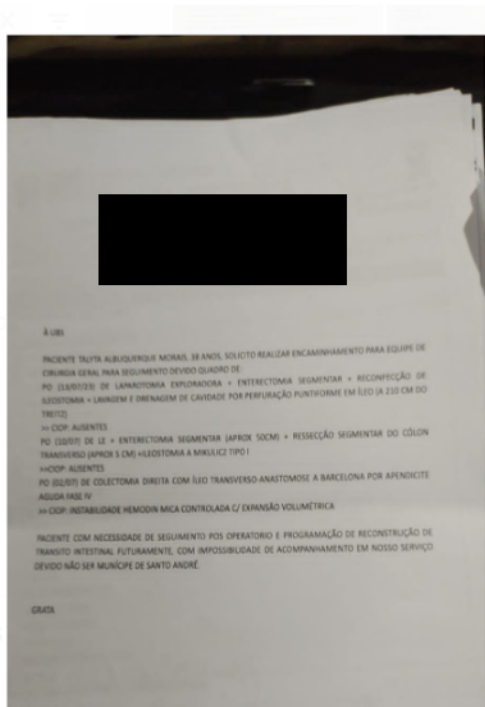 À UBS
PACIENTE TALYTA ALBUQUERQUE MORAIS, 38 ANOS, SOLICITO REALIZAR ENCAMINHAMENTO PARA EQUIPE DE
CIRURGIA GERAL PARA SEGUIMENTO DEVIDO QUADRO DE:
PO (13/07/23) DE LAPAROTOMIA EXPLORADORA + ENTERECTOMIA SEGMENTAR + RECONFECÇÃO DE
ILEOSTOMIA + LAVAGEM E DRENAGEM DE CAVIDADE POR PERFURAÇÃO PUNTIFORME EM ÍLEO (A 210 CM DO
TREITZ)
>> CIOP: AUSENTES
PO (10/07) DE LE + ENTERECTOMIA SEGMENTAR (APROX 50CM) + RESSECÇÃO SEGMENTAR DO CÓLON
TRANSVERSO (APROX 5 CM) +ILEOSTOMIA A MIKULICZ TIPO I
>>CIOP: AUSENTES
PO (02/07) DE COLECTOMIA DIREITA COM ÍLEO TRANSVERSO-ANASTOMOSE A BARCELONA POR APENDICITE
AGUDA FASE IV
>> CIOP: INSTABILIDADE HEMODIN MICA CONTROLADA C/ EXPANSÃO VOLUMÉTRICA
PACIENTE COM NECESSIDADE DE SEGUIMENTO POS OPERATORIO E PROGRAMAÇÃO DE RECONSTRUÇÃO DE
TRANSITO INTESTINAL FUTURAMENTE, COM IMPOSSIBILIDADE DE ACOMPANHAMENTO EM NOSSO SERVIÇO
DEVIDO NÃO SER MUNÍCIPE DE SANTO ANDRÉ.
GRATA